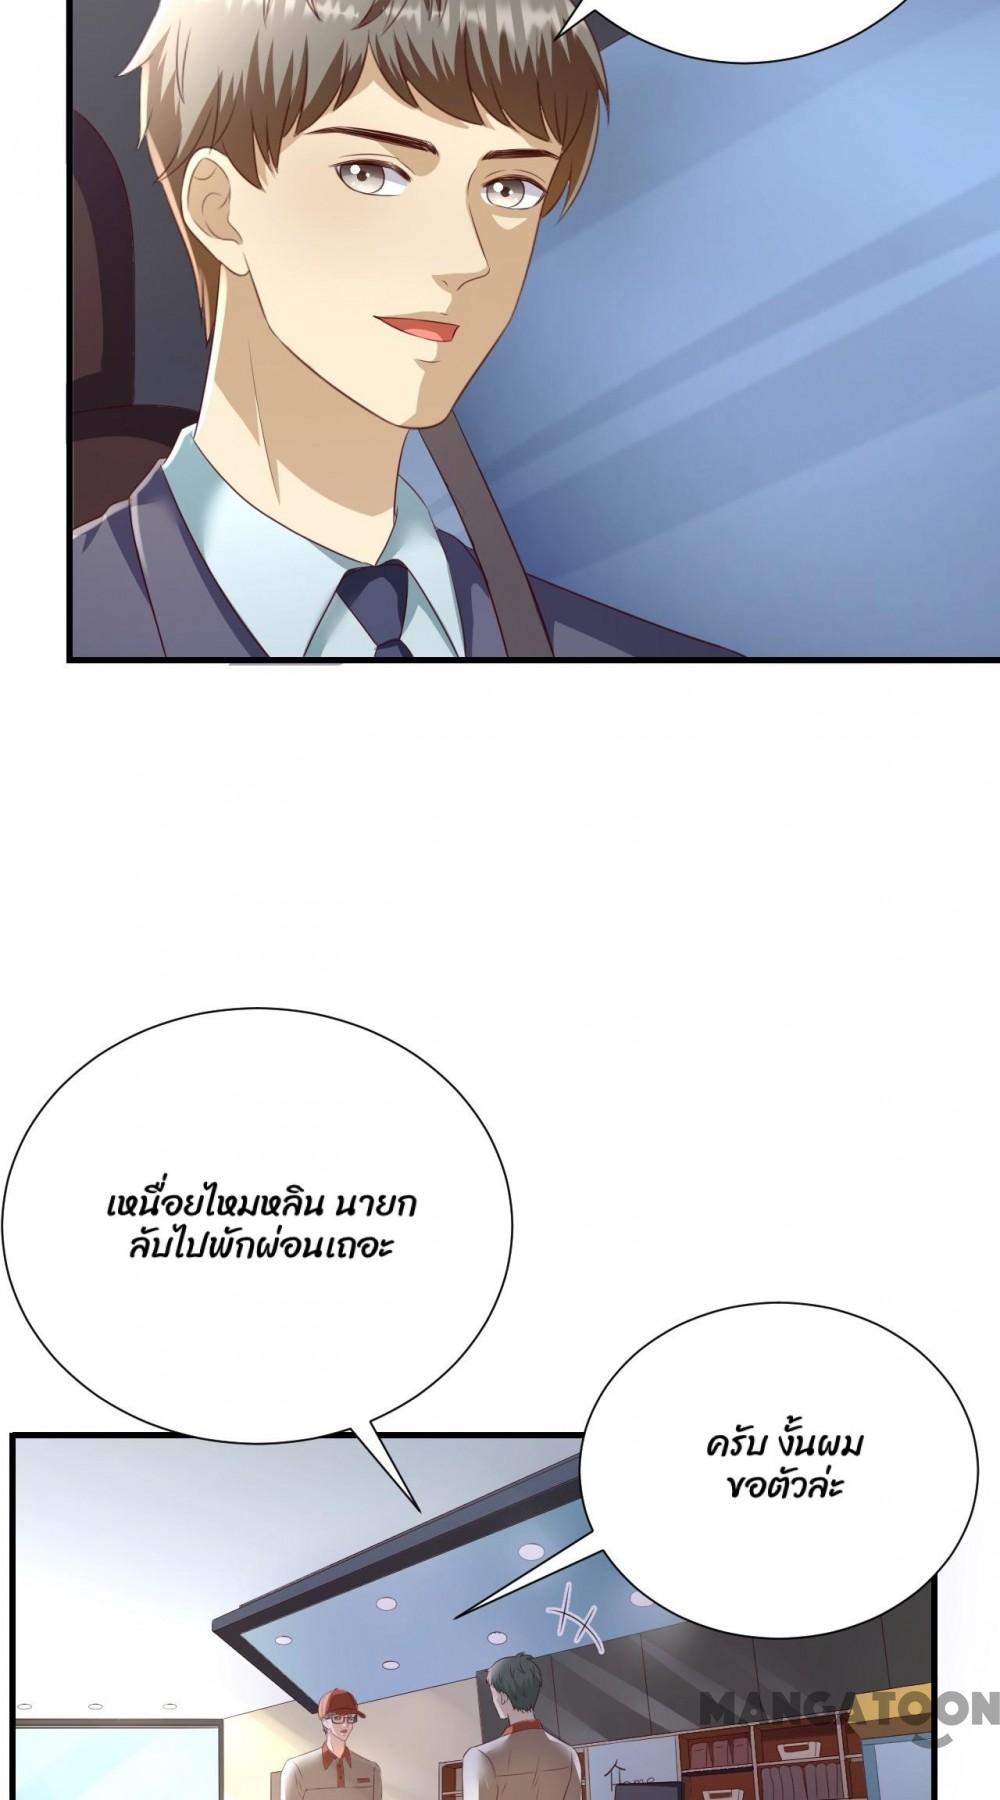 เหนื่อยไหมหลิน นายก
ลับไปพักผ่อนเถอะ
ครับ งั้นผม
ขอตัวล่ะ
MANGATOON